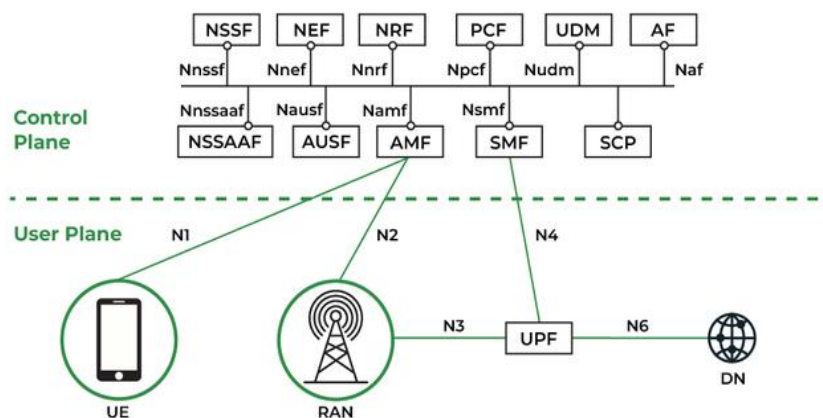 NSSF NEF NRF PCF UDM AF
Nnssf Nnef Nnrf Npcf Nudm Naf
Nnssaaf Nausf Namf Nsmf
Control
Plane
NSSAAF AUSF AMF SMF SCP
User Plane N1 N2 N4
N3 UPF N6
DN
UE RAN